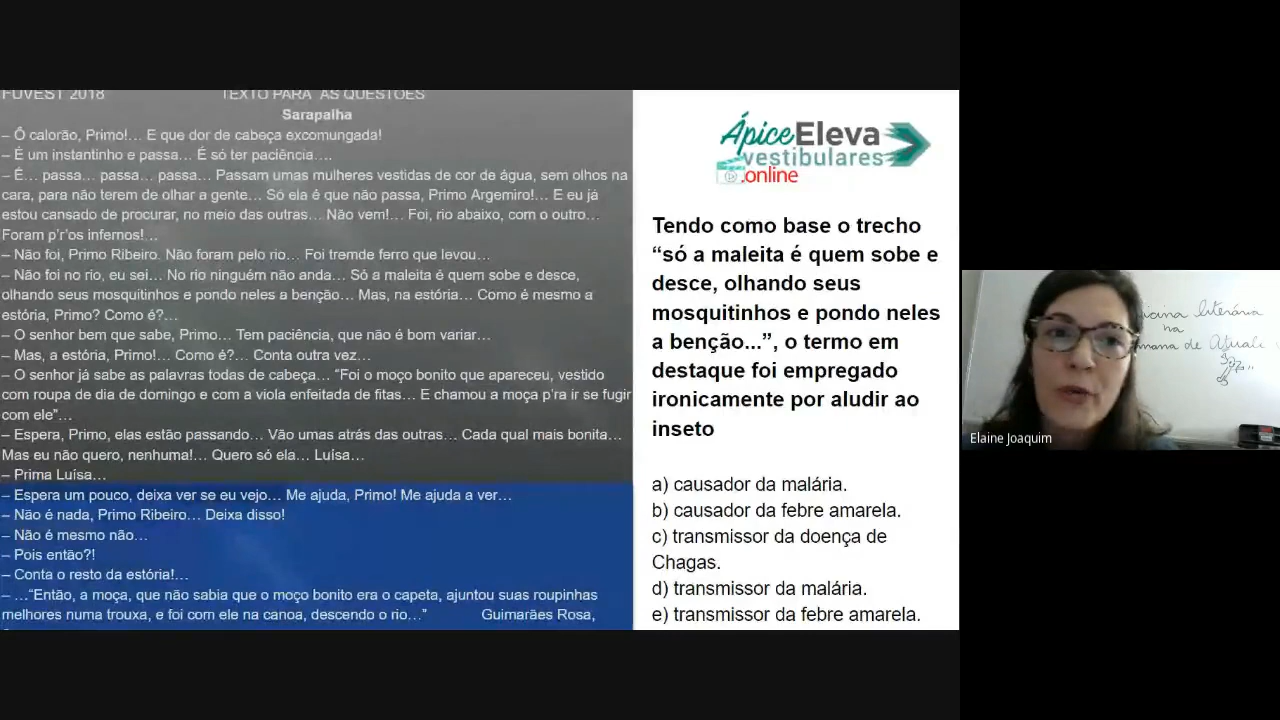 FUVEST 2018 TEXTO PARA AS QUESTÕES
Sarapalha
– Ô calorão, Primo!… E que dor de cabeça excomungada!
– É um instantinho e passa… É só ter paciência….
– É… passa… passa… passa… Passam umas mulheres vestidas de cor de água, sem olhos na
cara, para não terem de olhar a gente… Só ela é que não passa, Primo Argemiro!… E eu já
estou cansado de procurar, no meio das outras… Não vem!… Foi, rio abaixo, com o outro…
Foram p'r'os infernos!…
– Não foi, Primo Ribeiro. Não foram pelo rio… Foi tremde ferro que levou…
– Não foi no rio, eu sei… No rio ninguém não anda… Só a maleita é quem sobe e desce,
olhando seus mosquitinhos e pondo neles a benção… Mas, na estória… Como é mesmo a
estória, Primo? Como é?…
– O senhor bem que sabe, Primo… Tem paciência, que não é bom variar…
– Mas, a estória, Primo!… Como é?… Conta outra vez…
– O senhor já sabe as palavras todas de cabeça… “Foi o moço bonito que apareceu, vestido
com roupa de dia de domingo e com a viola enfeitada de fitas… E chamou a moça p'ra ir se fugir
com ele”…
– Espera, Primo, elas estão passando… Vão umas atrás das outras… Cada qual mais bonita…
Mas eu não quero, nenhuma!… Quero só ela… Luísa…
– Prima Luísa…
– Espera um pouco, deixa ver se eu vejo… Me ajuda, Primo! Me ajuda a ver…
– Não é nada, Primo Ribeiro… Deixa disso!
– Não é mesmo não…
– Pois então?!
– Conta o resto da estória!…
– …“Então, a moça, que não sabia que o moço bonito era o capeta, ajuntou suas roupinhas
melhores numa trouxa, e foi com ele na canoa, descendo o rio…” Guimarães Rosa,
ÁpiceEleva
vestibulares
.online
Tendo como base o trecho
“só a maleita é quem sobe e
desce, olhando seus
mosquitinhos e pondo neles
a benção...”, o termo em
destaque foi empregado
ironicamente por aludir ao
inseto
a) causador da malária.
b) causador da febre amarela.
c) transmissor da doença de
Chagas.
d) transmissor da malária.
e) transmissor da febre amarela.
literária
na
de
Elaine Joaquim